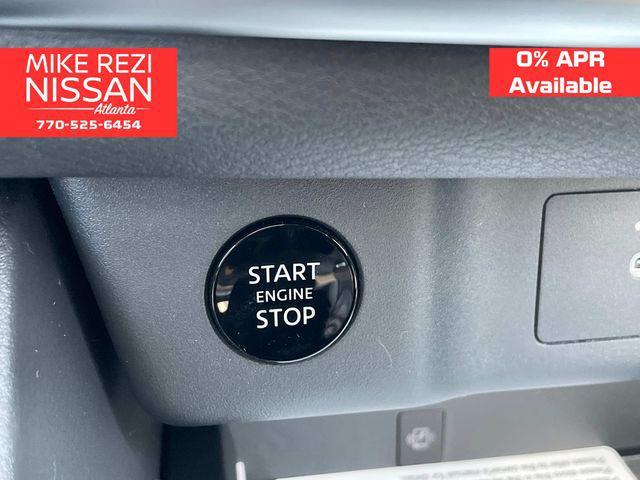 MIKE REZI
NISSAN
Atlanta
770-525-6454
0% APR
Available
START
ENGINE
STOP